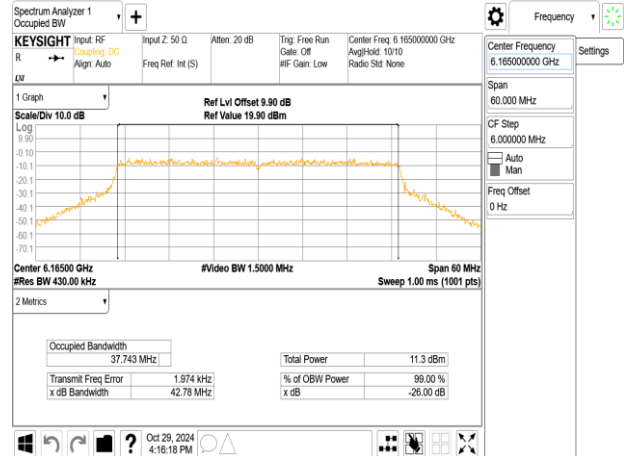 Spectrum Analyzer 1
Occupied BW
Frequency
KEYSIGHT
R
LXI
Input: RF
Coupling: DC
Align: Auto
Input Z: 50 Ω
Freq Ref: Int (S)
Atten: 20 dB
Trig: Free Run
Gate: Off
#IF Gain: Low
Center Freq: 6.165000000 GHz
Avg|Hold: 10/10
Radio Std: None
Center Frequency
6.165000000 GHz
Settings
Span
60.000 MHz
CF Step
6.000000 MHz
Auto
Man
Freq Offset
0 Hz
1 Graph
Scale/Div 10.0 dB
Ref Lvl Offset 9.90 dB
Ref Value 19.90 dBm
Log
9.90
-0.10
-10.1
-20.1
-30.1
-40.1
-50.1
-60.1
-70.1
Center 6.16500 GHz
#Video BW 1.5000 MHz
Span 60 MHz
#Res BW 430.00 kHz
Sweep 1.00 ms (1001 pts)
2 Metrics
Occupied Bandwidth
37.743 MHz
Total Power 11.3 dBm
Transmit Freq Error 1.974 kHz
% of OBW Power 99.00 %
x dB Bandwidth 42.78 MHz
x dB -26.00 dB
?
Oct 29, 2024
4:16:18 PM